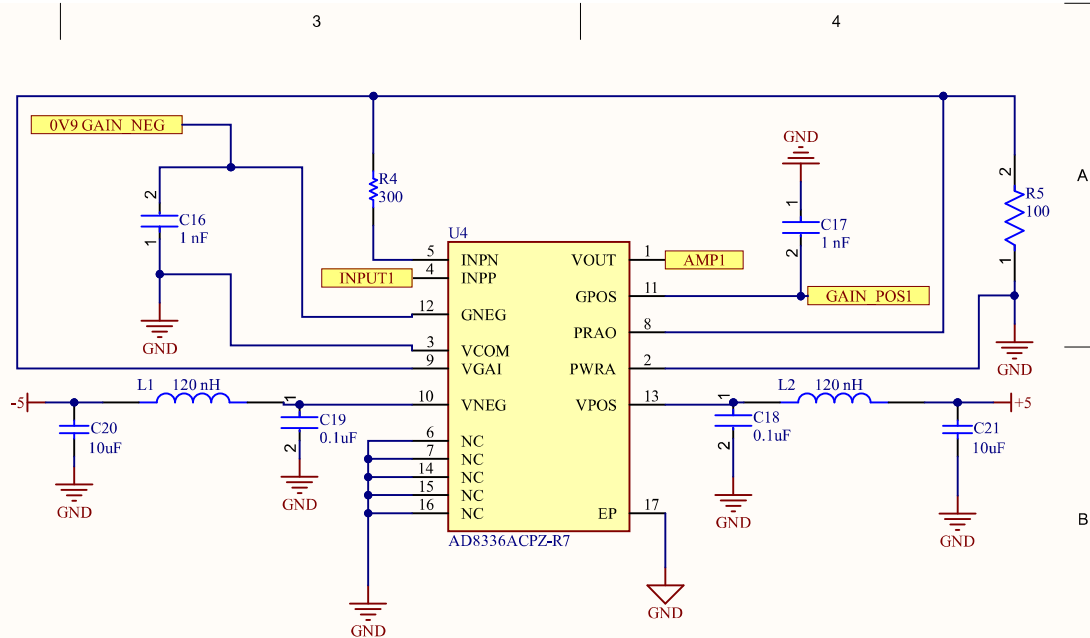 3
4
A
B
0V9 GAIN_NEG
2
C16
1 nF
1
GND
R4
300
GND
1
C17
1 nF
2
2
R5
100
1
GND
U4
5
INPN
INPUT1
4
INPP
12
GNEG
3
VCOM
9
VGAI
10
VNEG
6
NC
7
NC
14
NC
15
NC
16
NC
VOUT
1
AMP1
GPOS
11
GAIN_POS1
PRAO
8
PWRA
2
VPOS
13
EP
17
AD8336ACPZ-R7
-5
L1
120 nH
C20
10uF
GND
1
C19
0.1uF
2
GND
GND
GND
1
C18
0.1uF
2
GND
L2
120 nH
+5
C21
10uF
GND